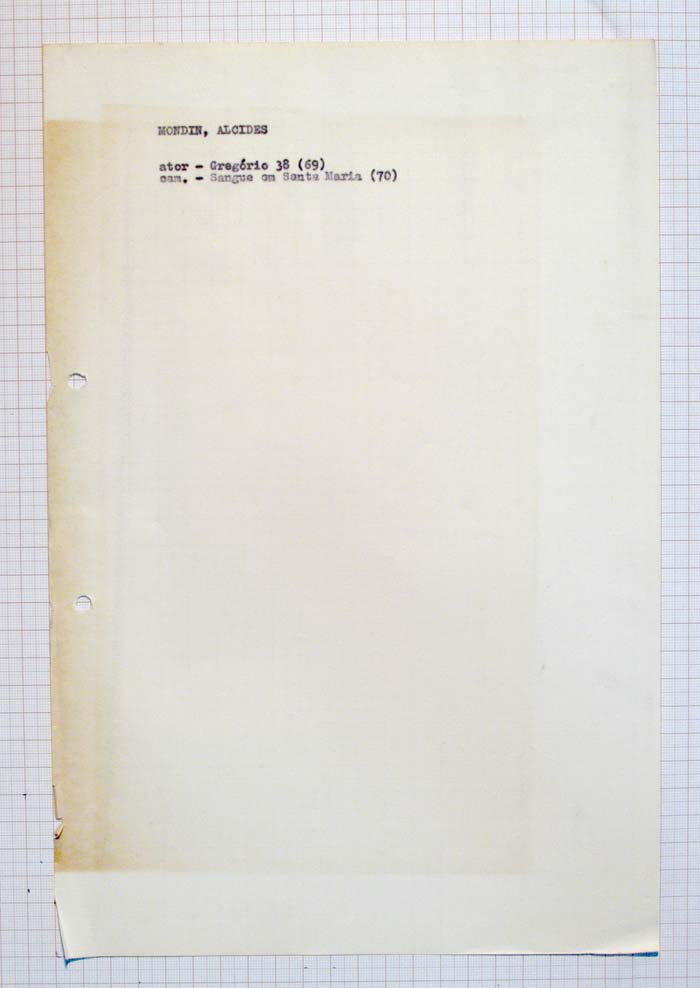 MONDIN, ALCIDES
ator - Gregório 38 (69)
cam. - Sangue em Santa Maria (70)